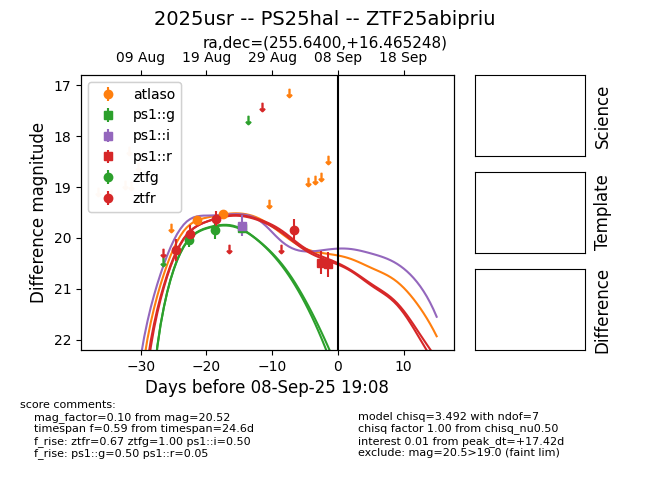 2025usr -- PS25hal -- ZTF25abipriu
ra,dec=(255.6400,+16.465248)
09 Aug 19 Aug 29 Aug 08 Sep 18 Sep
atlaso
ps1::g
ps1::i
ps1::r
ztfg
ztfr
17
18
19
20
21
22
Difference magnitude
−30 −20 −10 0 10
Days before 08-Sep-25 19:08
Science
Template
Difference
score comments:
mag_factor=0.10 from mag=20.52
timespan f=0.59 from timespan=24.6d
f_rise: ztfr=0.67 ztfg=1.00 ps1::i=0.50
f_rise: ps1::g=0.50 ps1::r=0.05
model chisq=3.492 with ndof=7
chisq factor 1.00 from chisq_nu0.50
interest 0.01 from peak_dt=+17.42d
exclude: mag=20.5>19.0 (faint lim)